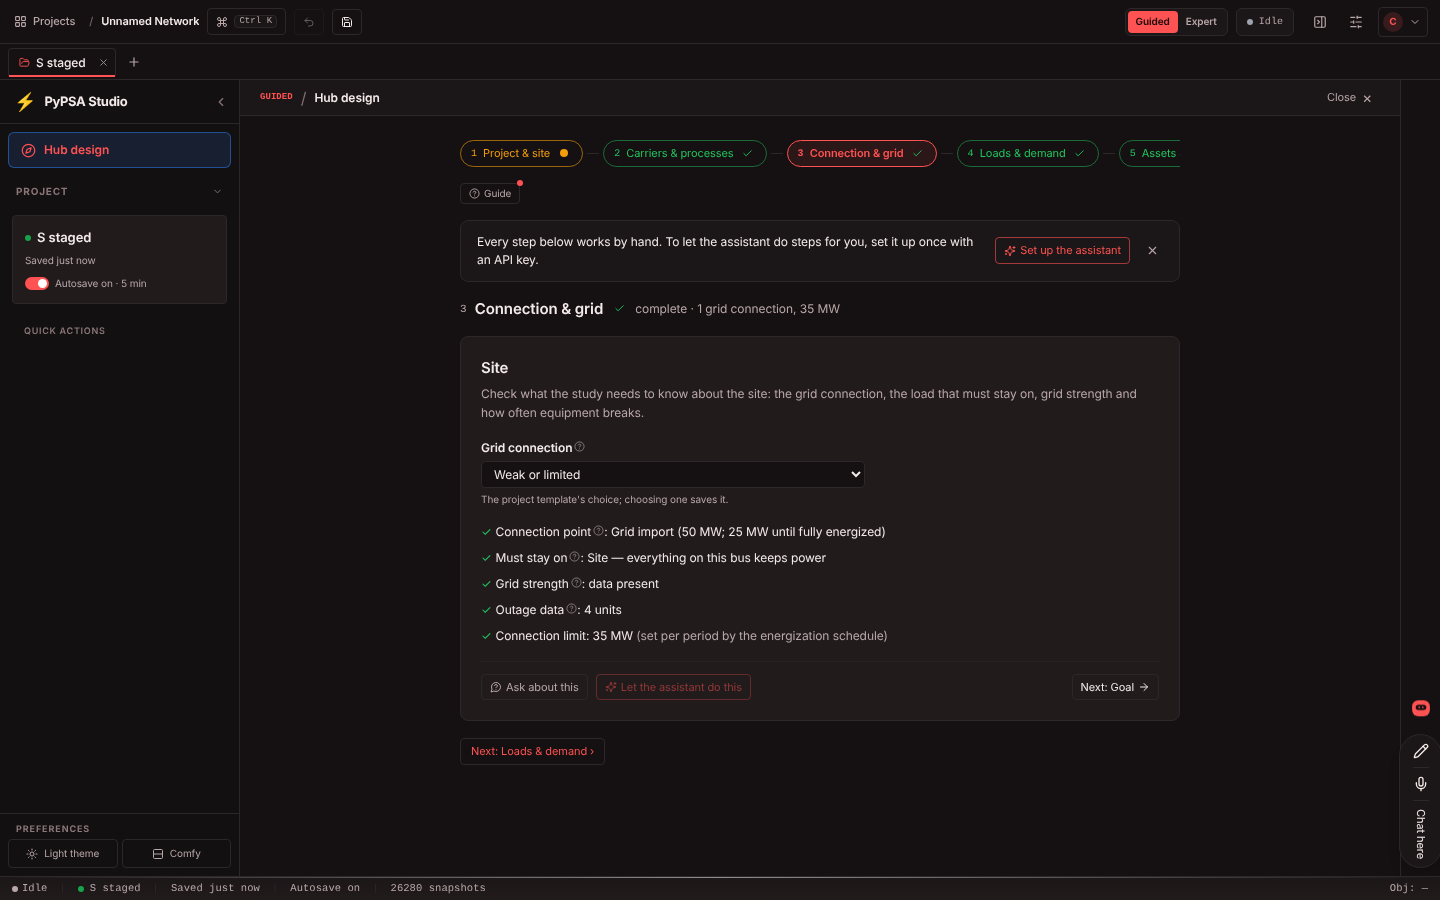 Projects / Unnamed Network Ctrl K Guided Expert Idle C
S staged
PyPSA Studio
GUIDED / Hub design Close
Hub design
1 Project & site 2 Carriers & processes 3 Connection & grid 4 Loads & demand 5 Assets
PROJECT
Guide
S staged
Saved just now
Autosave on · 5 min
QUICK ACTIONS
Every step below works by hand. To let the assistant do steps for you, set it up once with
an API key.
Set up the assistant
3 Connection & grid complete · 1 grid connection, 35 MW
Site
Check what the study needs to know about the site: the grid connection, the load that must stay on, grid strength and
how often equipment breaks.
Grid connection
Weak or limited
The project template's choice; choosing one saves it.
Connection point: Grid import (50 MW; 25 MW until fully energized)
Must stay on: Site — everything on this bus keeps power
Grid strength: data present
Outage data: 4 units
Connection limit: 35 MW (set per period by the energization schedule)
Ask about this Let the assistant do this Next: Goal →
Next: Loads & demand ›
Chat here
PREFERENCES
Light theme Comfy
Idle S staged Saved just now Autosave on 26280 snapshots Obj: —